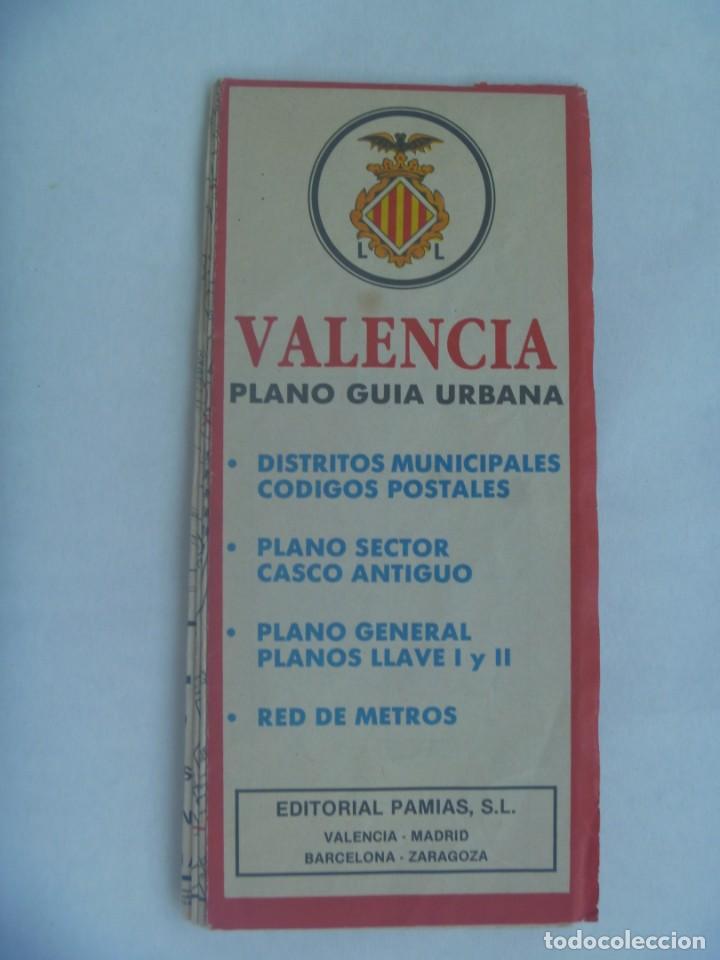 L L
VALENCIA
PLANO GUIA URBANA
• DISTRITOS MUNICIPALES
CODIGOS POSTALES
• PLANO SECTOR
CASCO ANTIGUO
• PLANO GENERAL
PLANOS LLAVE I y II
• RED DE METROS
EDITORIAL PAMIAS, S.L.
VALENCIA - MADRID
BARCELONA - ZARAGOZA
todocoleccion